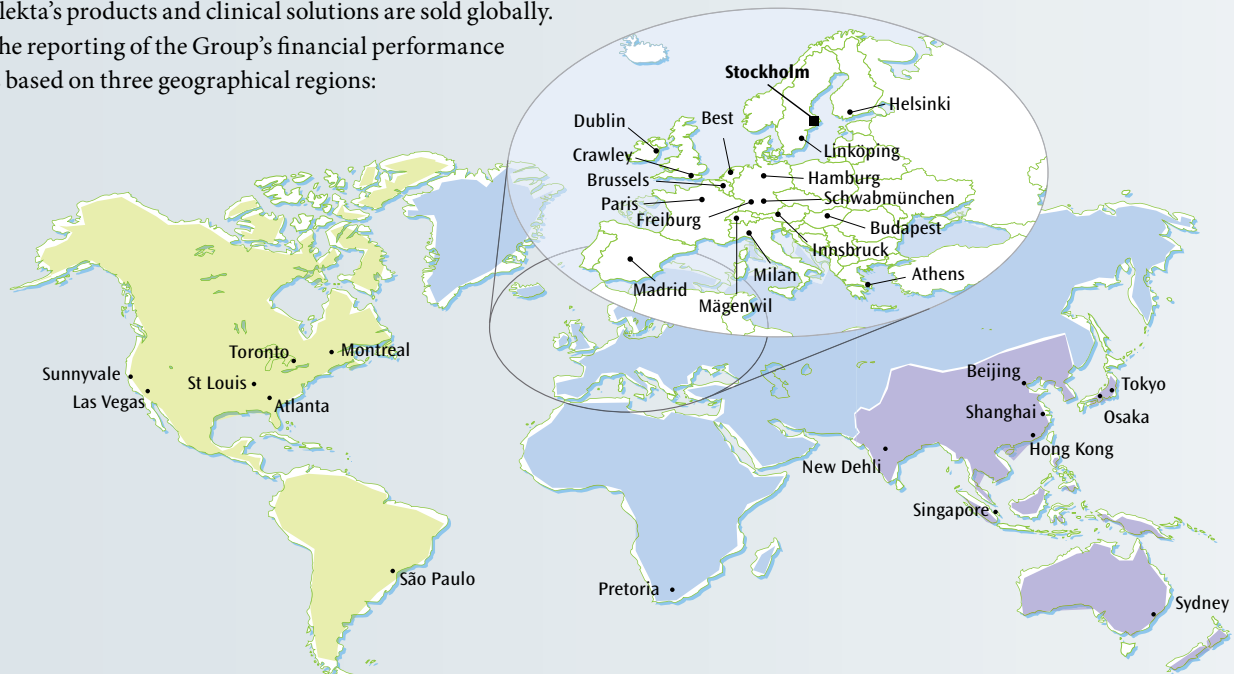 lekta’s products and clinical solutions are sold globally.
he reporting of the Group’s financial performance
s based on three geographical regions:
Stockholm
Helsinki
Dublin
Best
Linköping
Crawley
Brussels
Hamburg
Paris
Schwabmünchen
Freiburg
Budapest
Innsbruck
Milan
Athens
Madrid
Mägenwil
Toronto
Montreal
Sunnyvale
St Louis
Las Vegas
Atlanta
Beijing
Tokyo
Shanghai
Osaka
Hong Kong
New Dehli
Singapore
São Paulo
Pretoria
Sydney